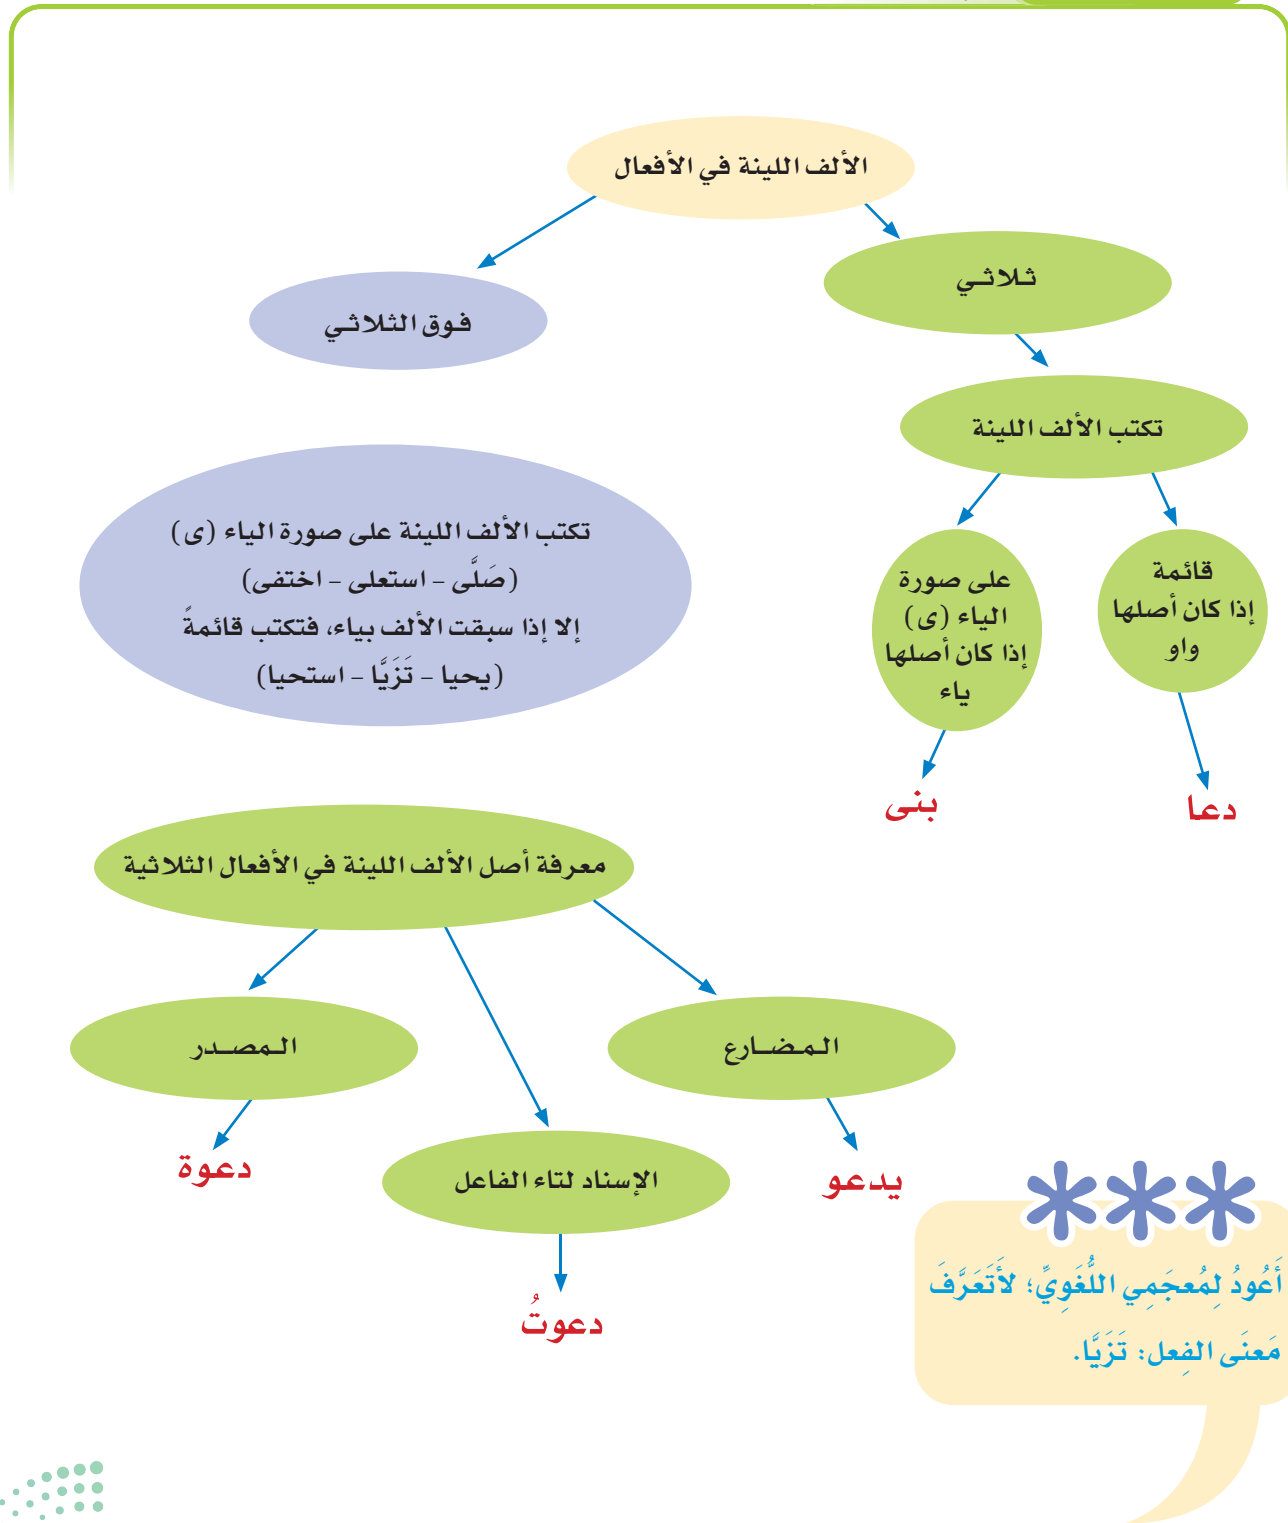 الألف اللينة في الأفعال
ثلاثي
فوق الثلاثي
تكتب الألف اللينة
قائمة
إذا كان أصلها
واو
على صورة
الياء (ى)
إذا كان أصلها
ياء
دعا
بنى
تكتب الألف اللينة على صورة الياء (ى)
(صَلَّى - استعلى - اختفى)
إلا إذا سبقت الألف بياء، فتكتب قائمةً
(يحيا - تَزَيَّا - استحيا)
معرفة أصل الألف اللينة في الأفعال الثلاثية
المضارع
المصدر
الإسناد لتاء الفاعل
يدعو
دعوة
دعوتُ
أَعُودُ لِمُعجَمِي اللُّغَوِيِّ؛ لأَتَعَرَّفَ
مَعنَى الفِعل: تَزَيَّا.